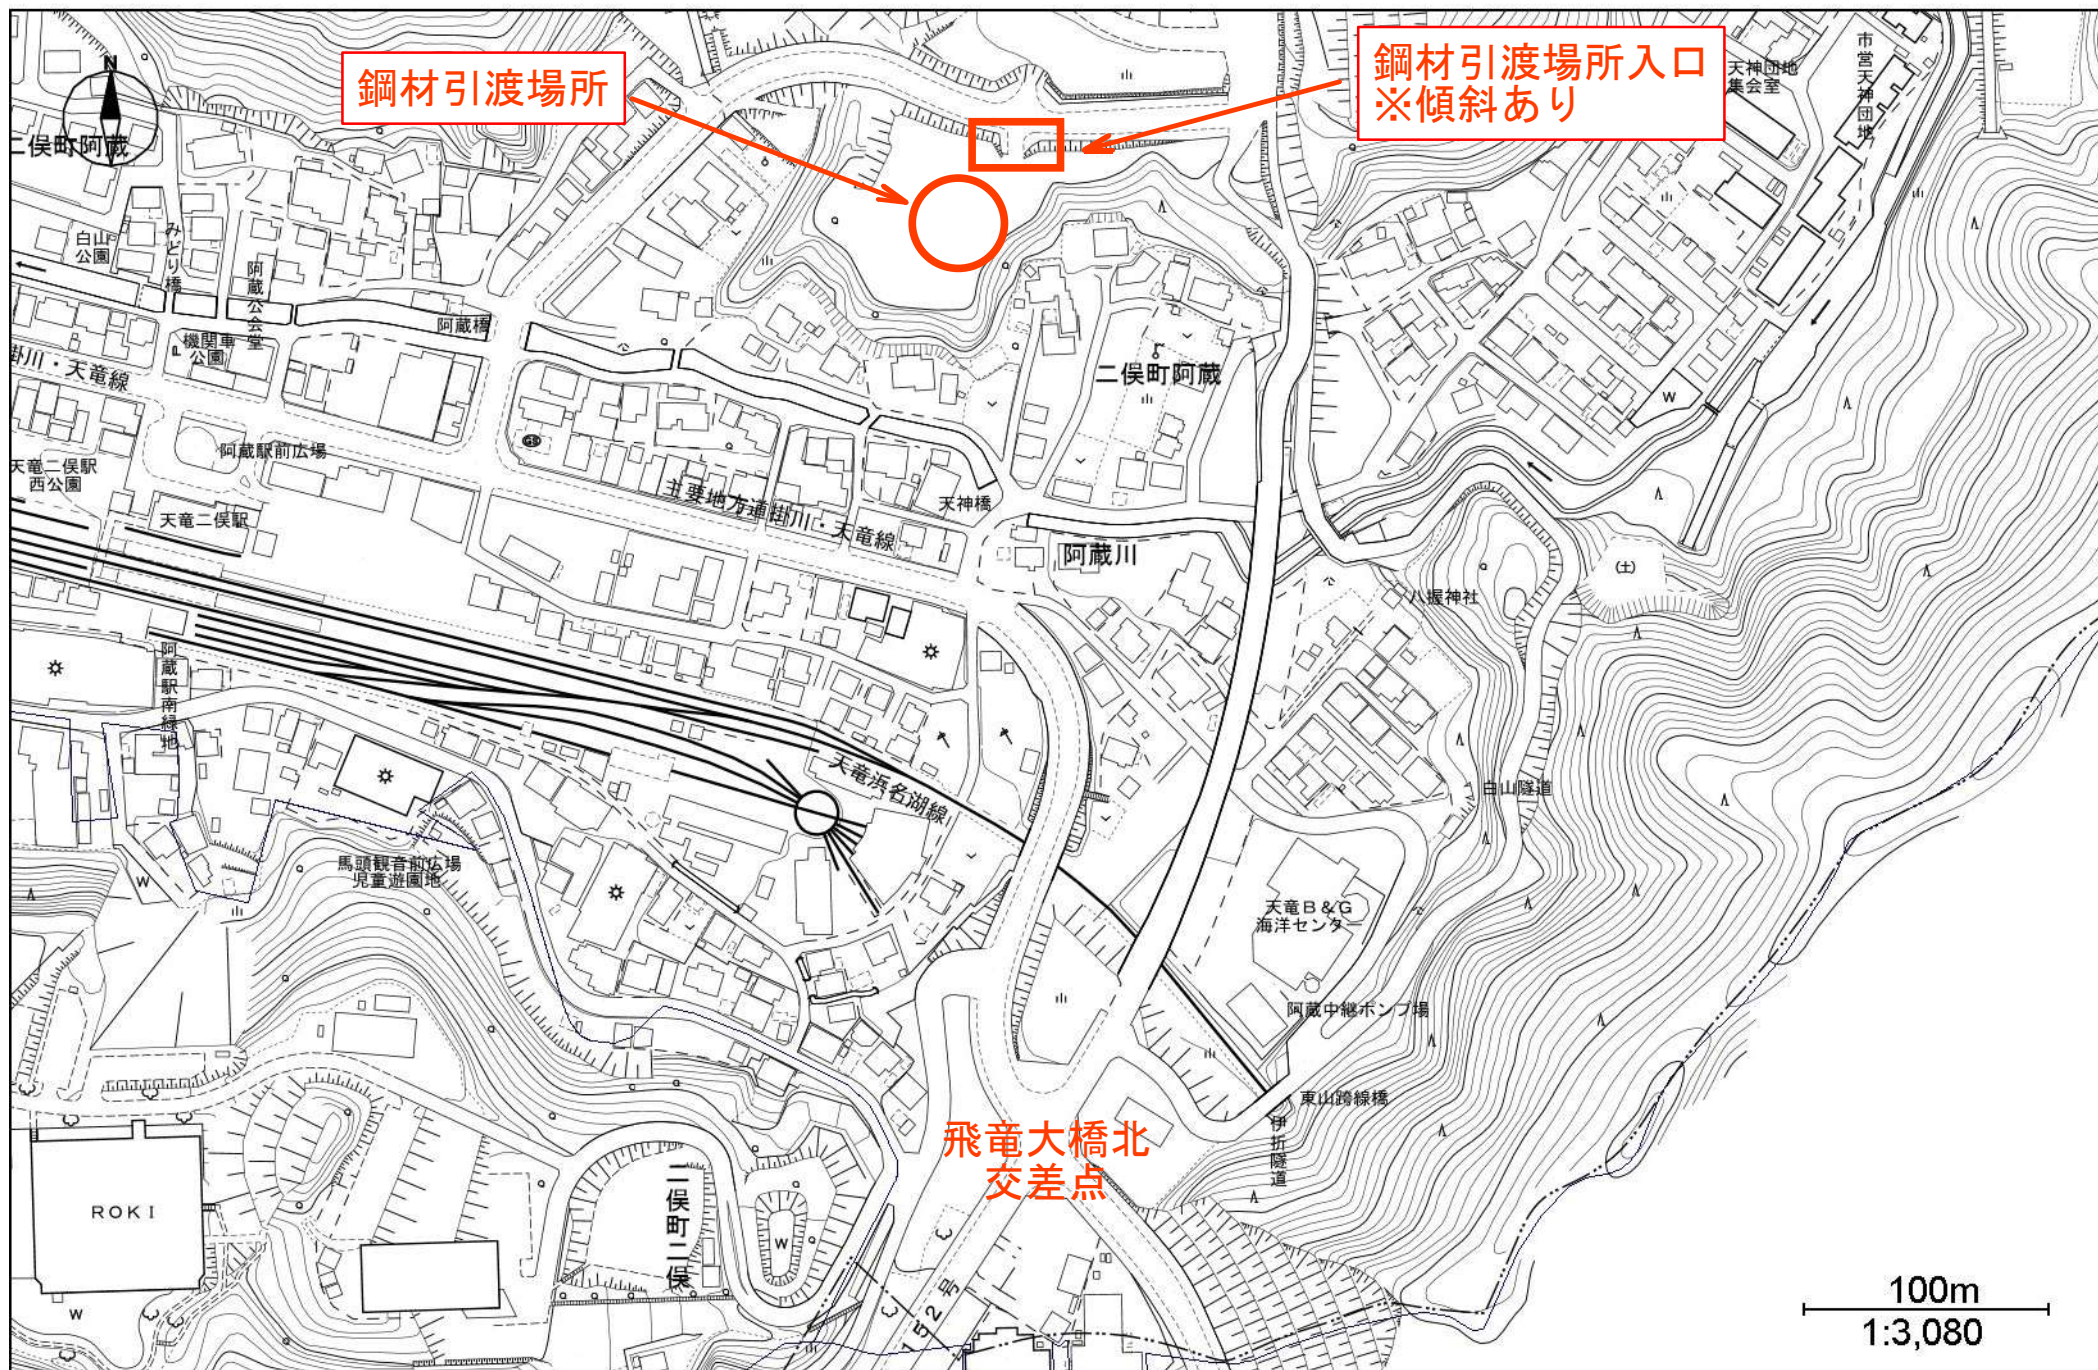 N
鋼材引渡場所
鋼材引渡場所入口
※傾斜あり
天神団地
集会室
市営天神団地
二俣町阿蔵
白山
公園
みどり橋
阿蔵公会堂
機関車
公園
阿蔵橋
掛川・天竜線
二俣町阿蔵
W
阿蔵駅前広場
天竜二俣駅
西公園
天竜二俣駅
主要地方道掛川・天竜線
天神橋
阿蔵川
(土)
八握神社
阿蔵駅南緑地
天竜浜名湖線
白山隧道
馬頭観音前広場
児童遊園地
W
天竜B&G
海洋センター
阿蔵中継ポンプ場
東山跨線橋
伊折隧道
飛竜大橋北
交差点
ROKI
二俣町二俣
W
W
152号
100m
1:3,080